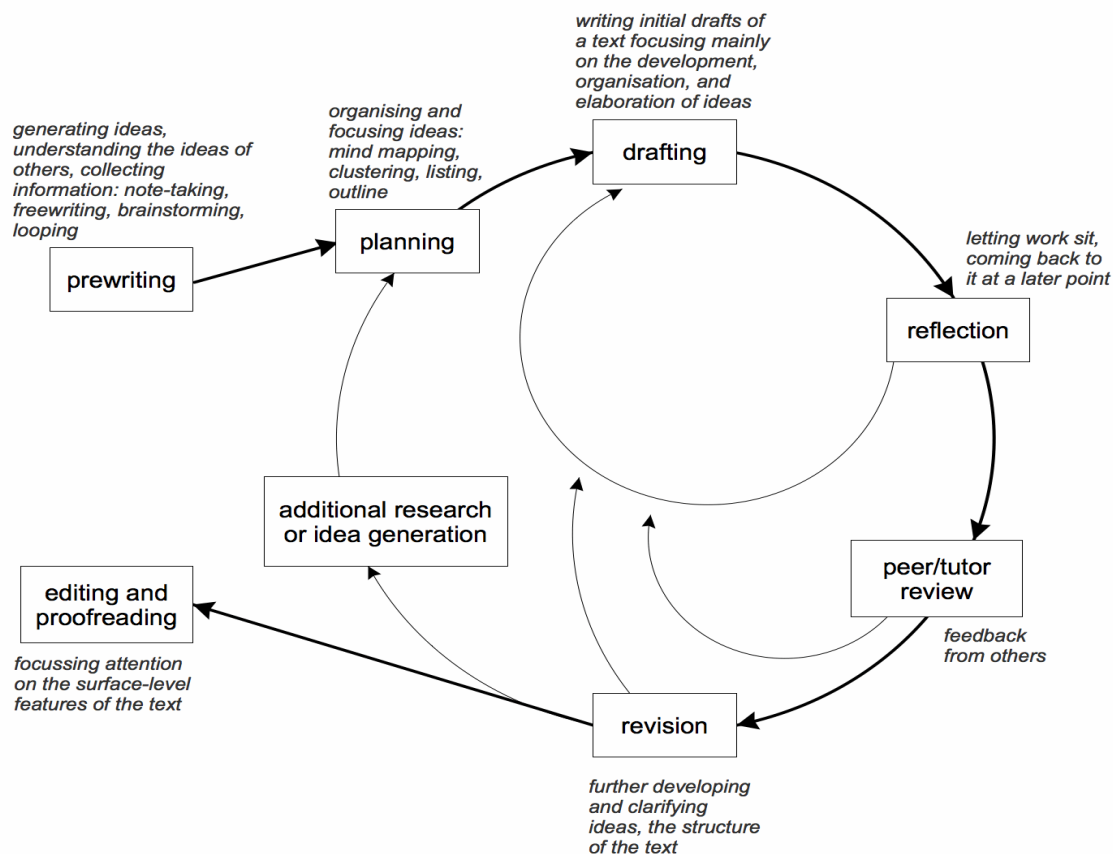 generating ideas,
understanding the ideas of
others, collecting
information: note-taking,
freewriting, brainstorming,
looping
prewriting
organising and
focusing ideas:
mind mapping,
clustering, listing,
outline
planning
writing initial drafts of
a text focusing mainly
on the development,
organisation, and
elaboration of ideas
drafting
letting work sit,
coming back to
it at a later point
reflection
peer/tutor
review
feedback
from others
revision
further developing
and clarifying
ideas, the structure
of the text
additional research
or idea generation
editing and
proofreading
focussing attention
on the surface-level
features of the text